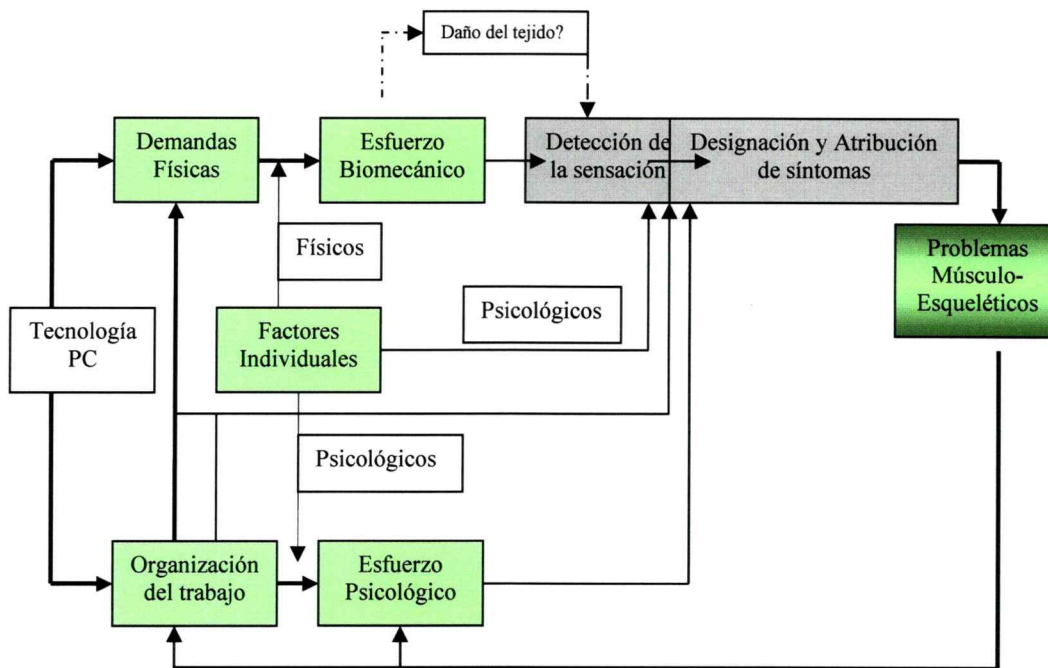 Daño del tejido?
Demandas
Físicas
Esfuerzo
Biomecánico
Detección de
la sensación
Designación y Atribución
de síntomas
Físicos
Problemas
Músculo-
Esqueléticos
Psicológicos
Tecnología
PC
Factores
Individuales
Psicológicos
Organización
del trabajo
Esfuerzo
Psicológico